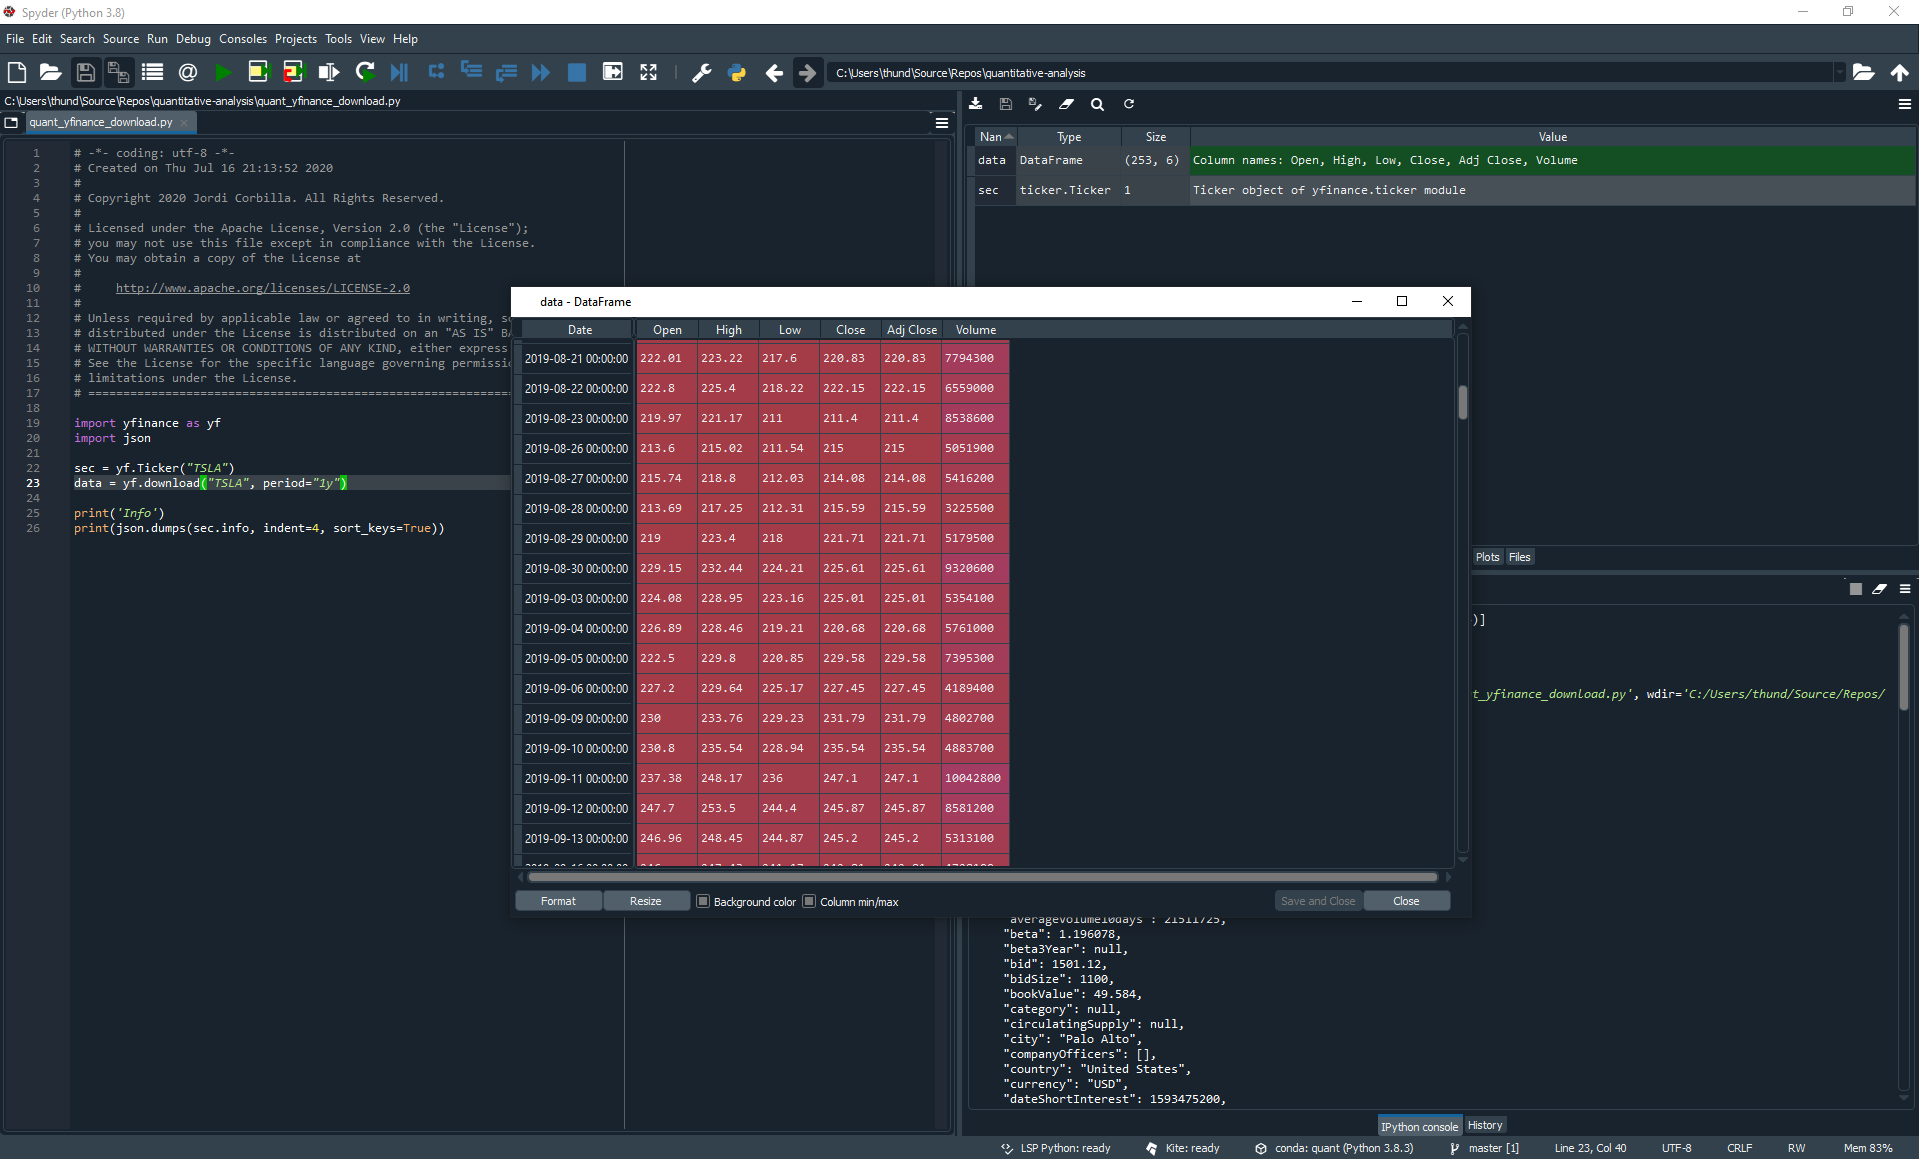 Spyder (Python 3.8)
File Edit Search Source Run Debug Consoles Projects Tools View Help
C:\Users\thund\Source\Repos\quantitative-analysis
C:\Users\thund\Source\Repos\quantitative-analysis\quant_yfinance_download.py
quant_yfinance_download.py
1 # -*- coding: utf-8 -*-
2 # Created on Thu Jul 16 21:13:52 2020
3 #
4 # Copyright 2020 Jordi Corbilla. All Rights Reserved.
5 #
6 # Licensed under the Apache License, Version 2.0 (the "License");
7 # you may not use this file except in compliance with the License.
8 # You may obtain a copy of the License at
9 #
10 # http://www.apache.org/licenses/LICENSE-2.0
11 #
12 # Unless required by applicable law or agreed to in writing,
13 # distributed under the License is distributed on an "AS IS"
14 # WITHOUT WARRANTIES OR CONDITIONS OF ANY KIND, either express
15 # See the License for the specific language governing
16 # limitations under the License.
17 # ==============================================================
18
19 import yfinance as yf
20 import json
21
22 sec = yf.Ticker("TSLA")
23 data = yf.download("TSLA", period="1y")
24
25 print('Info')
26 print(json.dumps(sec.info, indent=4, sort_keys=True))
Nan Type Size Value
data DataFrame (253, 6) Column names: Open, High, Low, Close, Adj Close, Volume
sec ticker.Ticker 1 Ticker object of yfinance.ticker module
data - DataFrame
Date Open High Low Close Adj Close Volume
2019-08-21 00:00:00 222.01 223.22 217.6 220.83 220.83 7794300
2019-08-22 00:00:00 222.8 225.4 218.22 222.15 222.15 6559000
2019-08-23 00:00:00 219.97 221.17 211 211.4 211.4 8538600
2019-08-26 00:00:00 213.6 215.02 211.54 215 215 5051900
2019-08-27 00:00:00 215.74 218.8 212.03 214.08 214.08 5416200
2019-08-28 00:00:00 213.69 217.25 212.31 215.59 215.59 3225500
2019-08-29 00:00:00 219 223.4 218 221.71 221.71 5179500
2019-08-30 00:00:00 229.15 232.44 224.21 225.61 225.61 9320600
2019-09-03 00:00:00 224.08 228.95 223.16 225.01 225.01 5354100
2019-09-04 00:00:00 226.89 228.46 219.21 220.68 220.68 5761000
2019-09-05 00:00:00 222.5 229.8 220.85 229.58 229.58 7395300
2019-09-06 00:00:00 227.2 229.64 225.17 227.45 227.45 4189400
2019-09-09 00:00:00 230 233.76 229.23 231.79 231.79 4802700
2019-09-10 00:00:00 230.8 235.54 228.94 235.54 235.54 4883700
2019-09-11 00:00:00 237.38 248.17 236 247.1 247.1 10042800
2019-09-12 00:00:00 247.7 253.5 244.4 245.87 245.87 8581200
2019-09-13 00:00:00 246.96 248.45 244.87 245.2 245.2 5313100
Format Resize Background color Column min/max Save and Close Close
Plots Files
)]
t_yfinance_download.py', wdir='C:/Users/thund/Source/Repos/
"averageVolume10days": 21511725,
"beta": 1.196078,
"beta3Year": null,
"bid": 1501.12,
"bidSize": 1100,
"bookValue": 49.584,
"category": null,
"circulatingSupply": null,
"city": "Palo Alto",
"companyOfficers": [],
"country": "United States",
"currency": "USD",
"dateShortInterest": 1593475200,
IPython console History
LSP Python: ready Kite: ready conda: quant (Python 3.8.3) master [1] Line 23, Col 40 UTF-8 CRLF RW Mem 83%